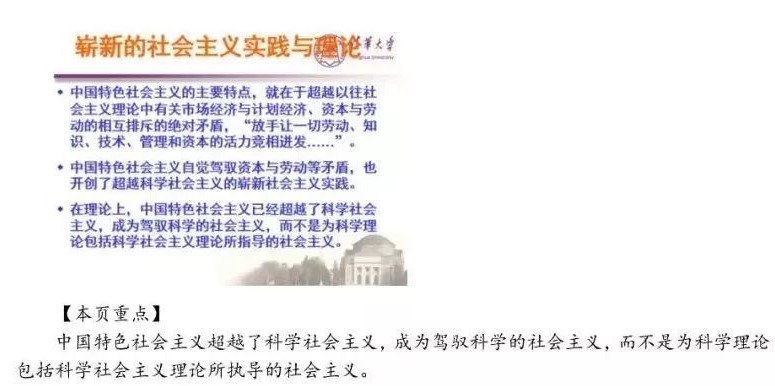 崭新的社会主义实践与理论
清华大学
Tsinghua University
• 中国特色社会主义的主要特点，就在于超越以往社
会主义理论中有关市场经济与计划经济、资本与劳
动的相互排斥的绝对矛盾，“放手让一切劳动、知
识、技术、管理和资本的活力竞相迸发……”。
• 中国特色社会主义自觉驾驭资本与劳动等矛盾，也
开创了超越科学社会主义的崭新社会主义实践。
• 在理论上，中国特色社会主义已经超越了科学社会
主义，成为驾驭科学的社会主义，而不是为科学理
论包括科学社会主义理论所指导的社会主义。
【本页重点】
中国特色社会主义超越了科学社会主义，成为驾驭科学的社会主义，而不是为科学理论
包括科学社会主义理论所执导的社会主义。